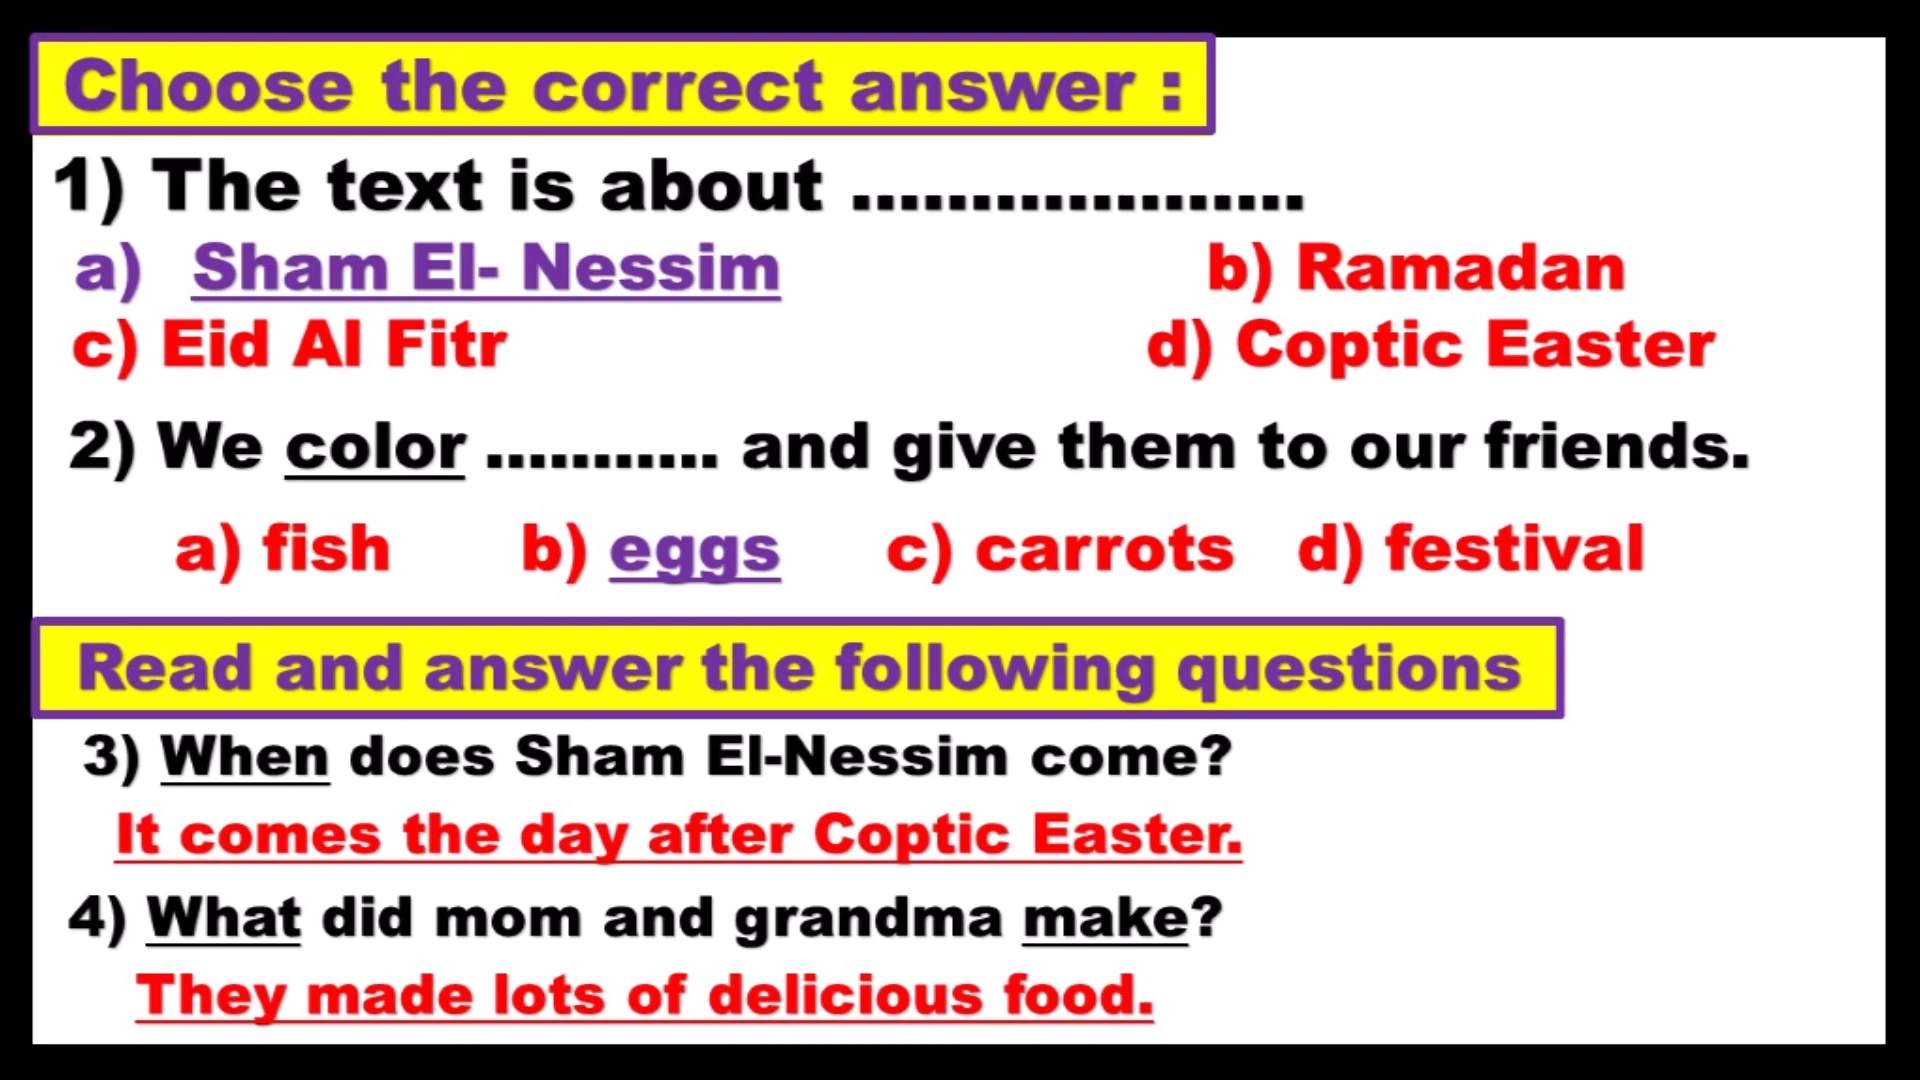 Choose the correct answer :
1) The text is about ...................
a) Sham El- Nessim b) Ramadan
c) Eid Al Fitr d) Coptic Easter
2) We color ........... and give them to our friends.
a) fish b) eggs c) carrots d) festival
Read and answer the following questions
3) When does Sham El-Nessim come?
It comes the day after Coptic Easter.
4) What did mom and grandma make?
They made lots of delicious food.